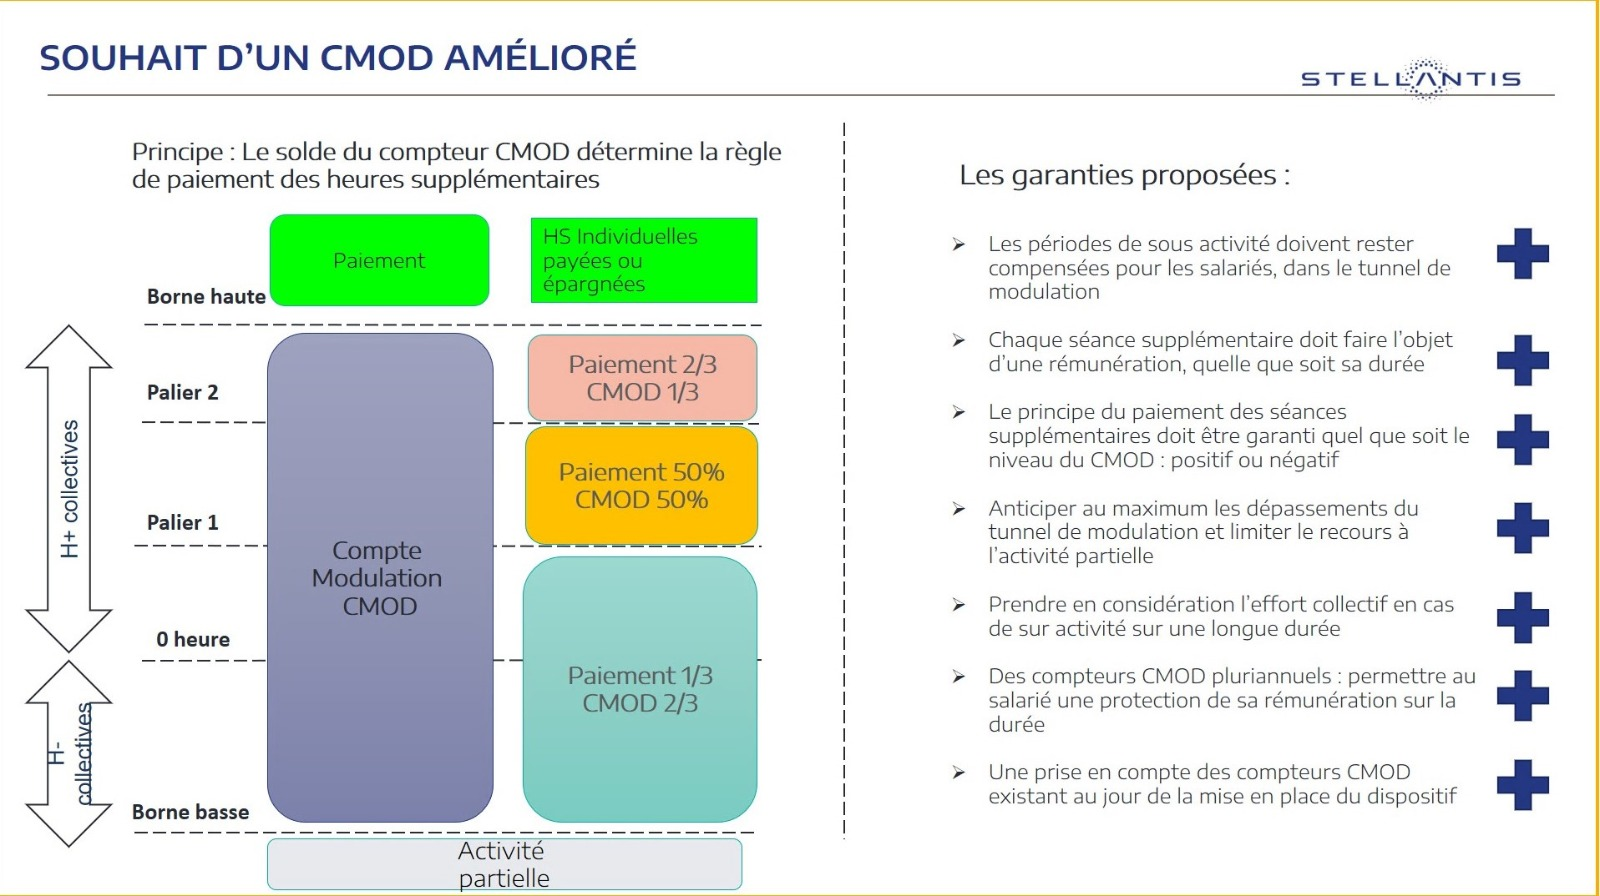 SOUHAIT D’UN CMOD AMÉLIORÉ
STELLANTIS
Principe : Le solde du compteur CMOD détermine la règle
de paiement des heures supplémentaires
Paiement
HS Individuelles
payées ou
épargnées
Borne haute
Paiement 2/3
CMOD 1/3
Palier 2
H+ collectives
Paiement 50%
CMOD 50%
Palier 1
Compte
Modulation
CMOD
0 heure
Paiement 1/3
CMOD 2/3
H-
collectives
Borne basse
Activité
partielle
Les garanties proposées :
Les périodes de sous activité doivent rester
compensées pour les salariés, dans le tunnel de
modulation
Chaque séance supplémentaire doit faire l’objet
d’une rémunération, quelle que soit sa durée
Le principe du paiement des séances
supplémentaires doit être garanti quel que soit le
niveau du CMOD : positif ou négatif
Anticiper au maximum les dépassements du
tunnel de modulation et limiter le recours à
l’activité partielle
Prendre en considération l’effort collectif en cas
de sur activité sur une longue durée
Des compteurs CMOD pluriannuels : permettre au
salarié une protection de sa rémunération sur la
durée
Une prise en compte des compteurs CMOD
existant au jour de la mise en place du dispositif